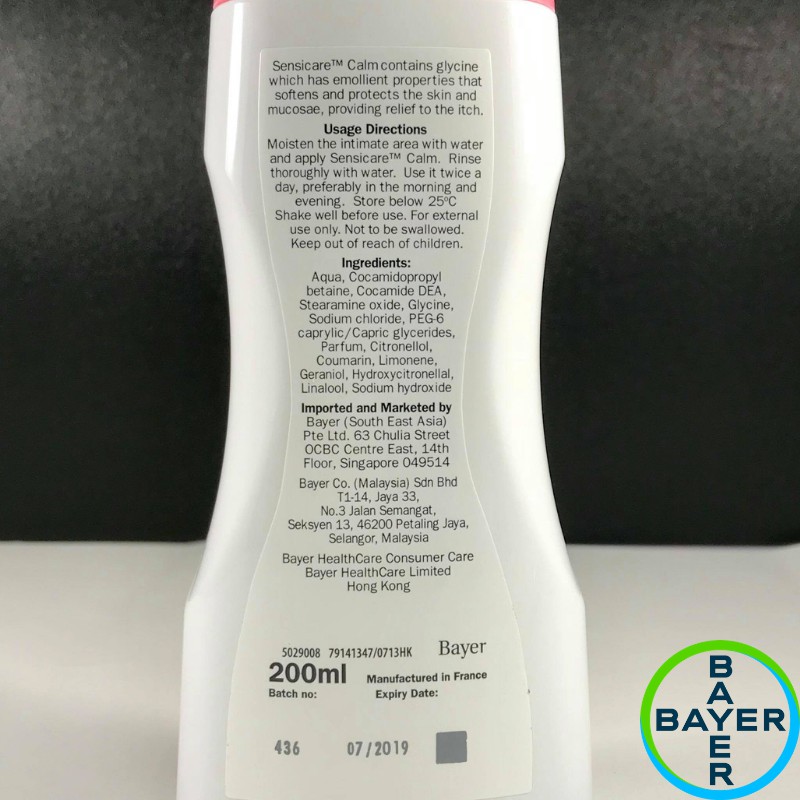 Sensicare™ Calm contains glycine
which has emollient properties that
softens and protects the skin and
mucosae, providing relief to the itch.
Usage Directions
Moisten the intimate area with water
and apply Sensicare™ Calm. Rinse
thoroughly with water. Use it twice a
day, preferably in the morning and
evening. Store below 25°C
Shake well before use. For external
use only. Not to be swallowed.
Keep out of reach of children.
Ingredients:
Aqua, Cocamidopropyl
betaine, Cocamide DEA,
Stearamine oxide, Glycine,
Sodium chloride, PEG-6
caprylic/Capric glycerides,
Parfum, Citronellol,
Coumarin, Limonene,
Geraniol, Hydroxycitronellal,
Linalool, Sodium hydroxide
Imported and Marketed by
Bayer (South East Asia)
Pte Ltd. 63 Chulia Street
OCBC Centre East, 14th
Floor, Singapore 049514
Bayer Co. (Malaysia) Sdn Bhd
T1-14, Jaya 33,
No.3 Jalan Semangat,
Seksyen 13, 46200 Petaling Jaya,
Selangor, Malaysia
Bayer HealthCare Consumer Care
Bayer HealthCare Limited
Hong Kong
5029008 79141347/0713HK Bayer
200ml Manufactured in France
Batch no: Expiry Date:
436 07/2019
BAYER
BAYER